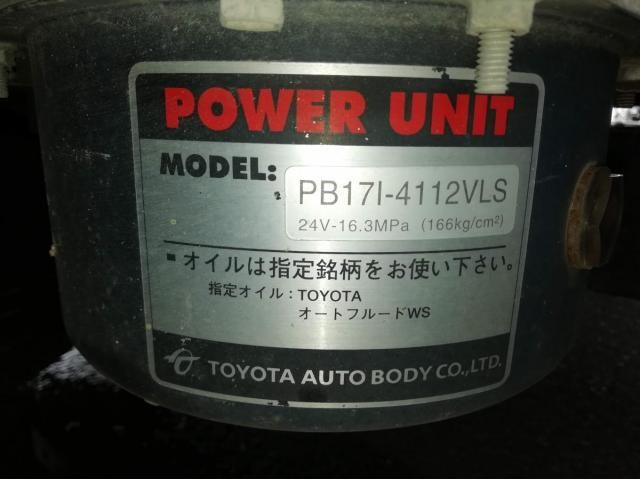 POWER UNIT
MODEL: PB17I-4112VLS
24V-16.3MPa (166kg/cm²)
■オイルは指定銘柄をお使い下さい。
指定オイル：TOYOTA
オートフルードWS
TOYOTA AUTO BODY CO.,LTD.